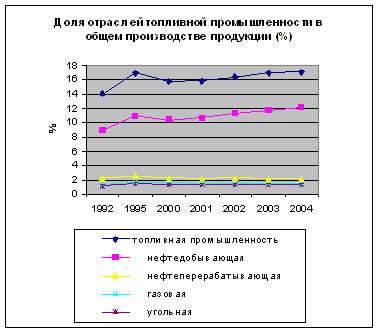 Доля отраслей топливной промышленности в
общем производстве продукции (%)
%
18
16
14
12
10
8
6
4
2
0
1992 1995 2000 2001 2002 2003 2004
топливная промышленность
нефтедобывающая
нефтеперерабатывающая
газовая
угольная